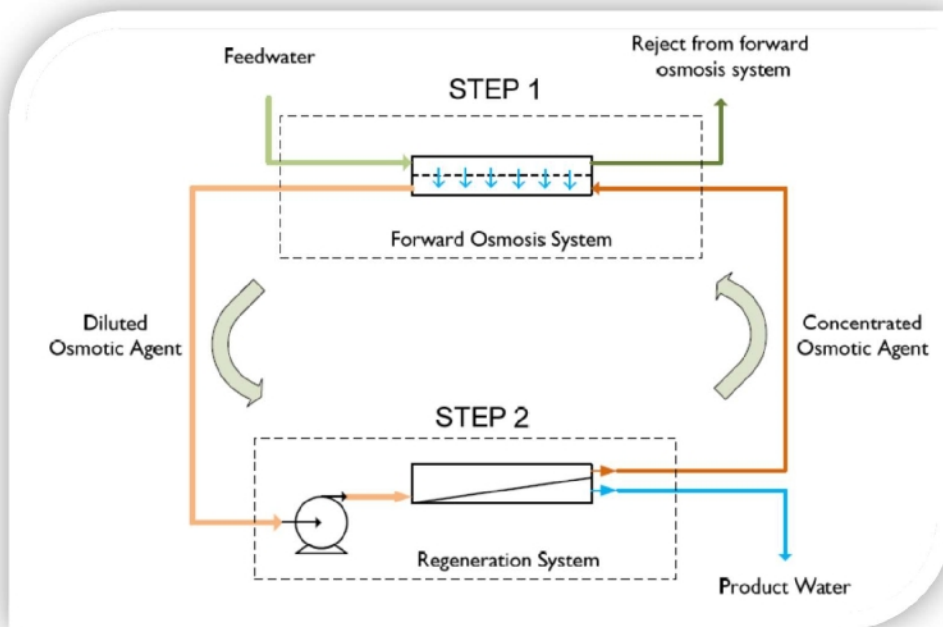 Feedwater
Reject from forward
osmosis system
STEP 1
Forward Osmosis System
Diluted
Osmotic Agent
Concentrated
Osmotic Agent
STEP 2
Regeneration System
Product Water